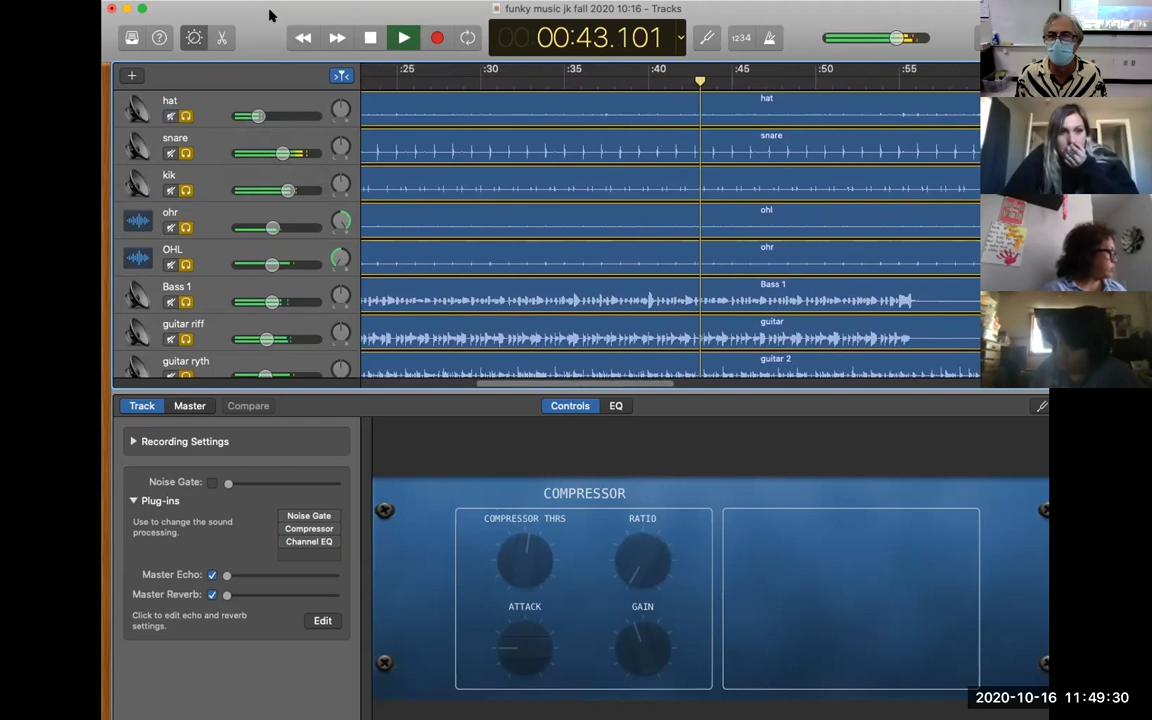 funky music jk fall 2020 10:16 - Tracks
00:43.101
1234
:25 :30 :35 :40 :45 :50 :55
hat
hat
snare
snare
kik
ohr
ohl
OHL
ohr
Bass 1
Bass 1
guitar riff
guitar
guitar ryth
guitar 2
Track Master Compare
Controls EQ
Recording Settings
Noise Gate:
Plug-ins
Use to change the sound
processing.
Noise Gate
Compressor
Channel EQ
Master Echo:
Master Reverb:
Click to edit echo and reverb
settings.
Edit
COMPRESSOR
COMPRESSOR THRS RATIO
ATTACK GAIN
2020-10-16 11:49:30